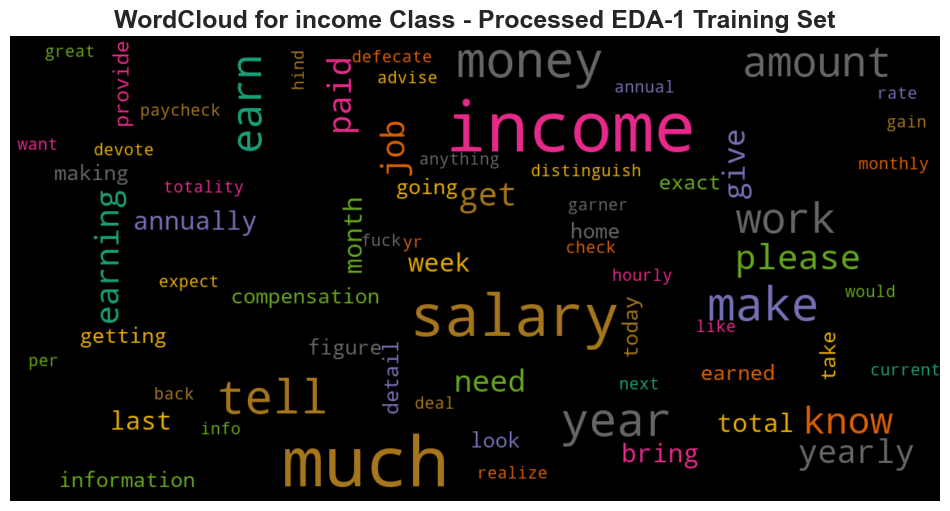 WordCloud for income Class - Processed EDA-1 Training Set
great
provide
earn
hind
paid
defecate
advise
money
annual
amount
rate
gain
paycheck
want
devote
making
totality
job
anything
going
income
get
distinguish
exact
give
monthly
garner
home
check
work
earning
annually
month
fuck
yr
week
please
hourly
expect
compensation
salary
today
make
would
like
getting
figure
detail
take
per
back
tell
need
next
earned
current
deal
last
info
much
look
year
total
know
bring
yearly
information
realize